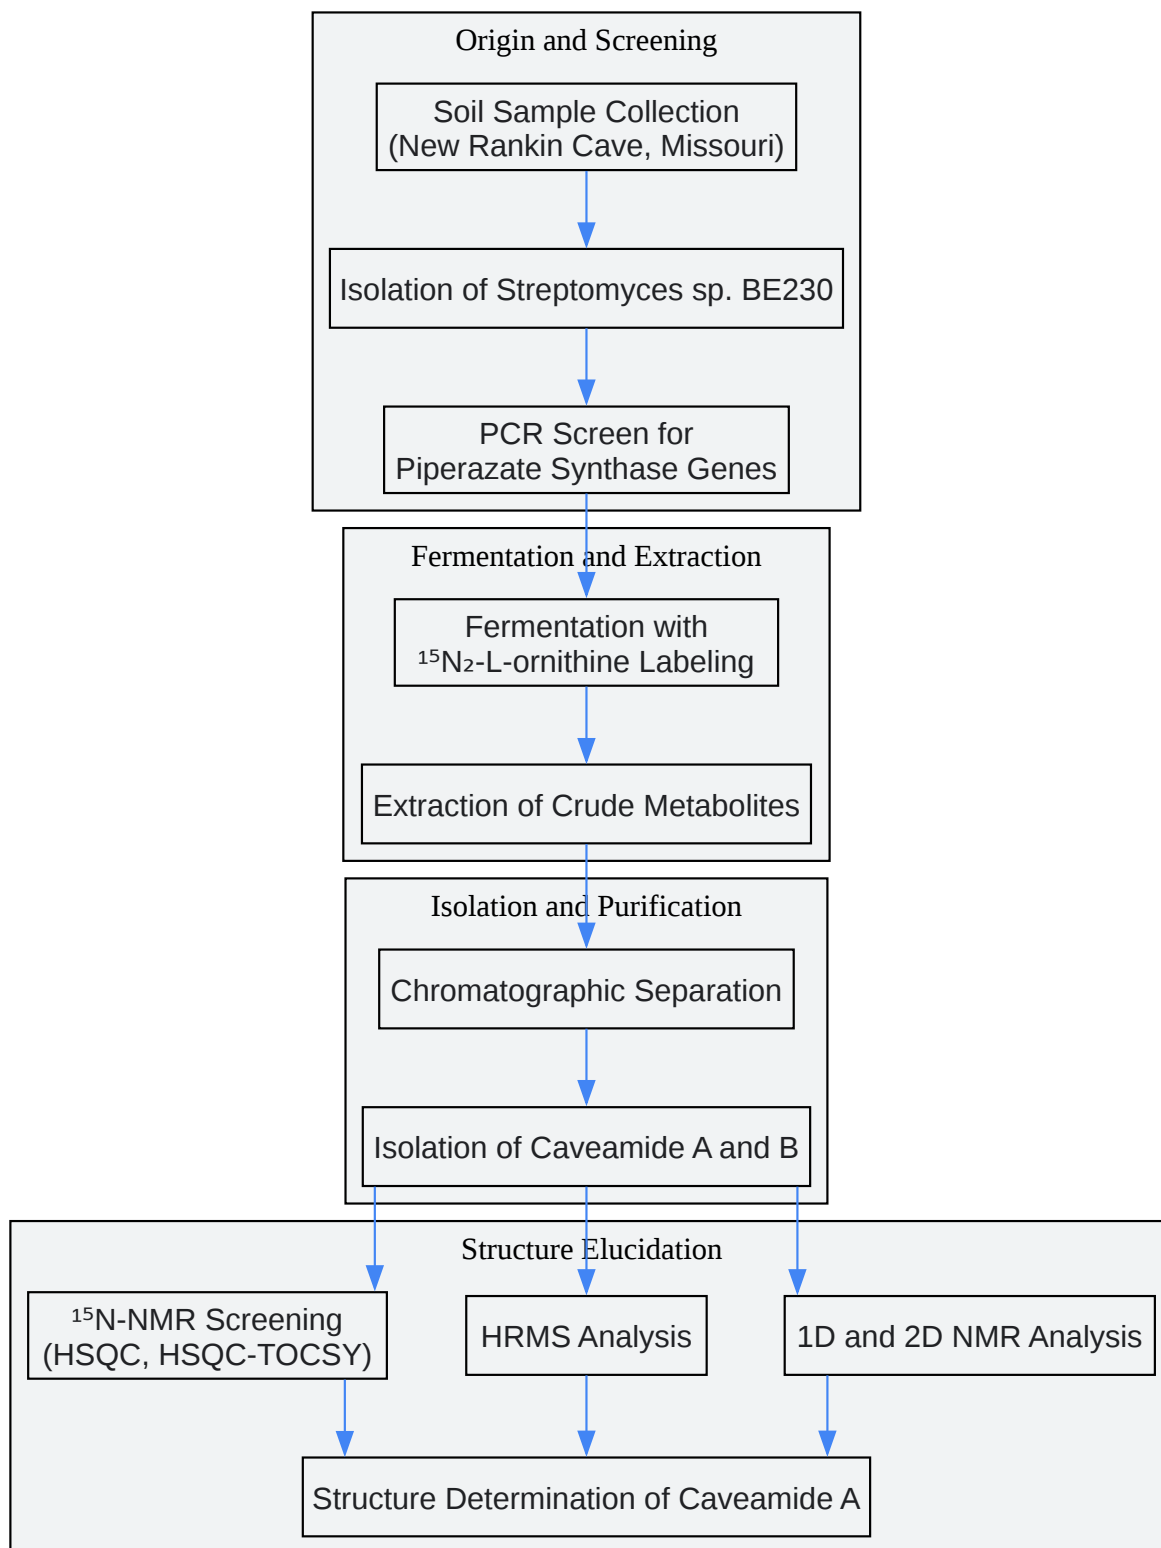 Origin and Screening
Soil Sample Collection
(New Rankin Cave, Missouri)
Isolation of Streptomyces sp. BE230
PCR Screen for
Piperazate Synthase Genes
Fermentation and Extraction
Fermentation with
¹⁵N₂-L-ornithine Labeling
Extraction of Crude Metabolites
Isolation and Purification
Chromatographic Separation
Isolation of Caveamide A and B
Structure Elucidation
¹⁵N-NMR Screening
(HSQC, HSQC-TOCSY)
HRMS Analysis
1D and 2D NMR Analysis
Structure Determination of Caveamide A